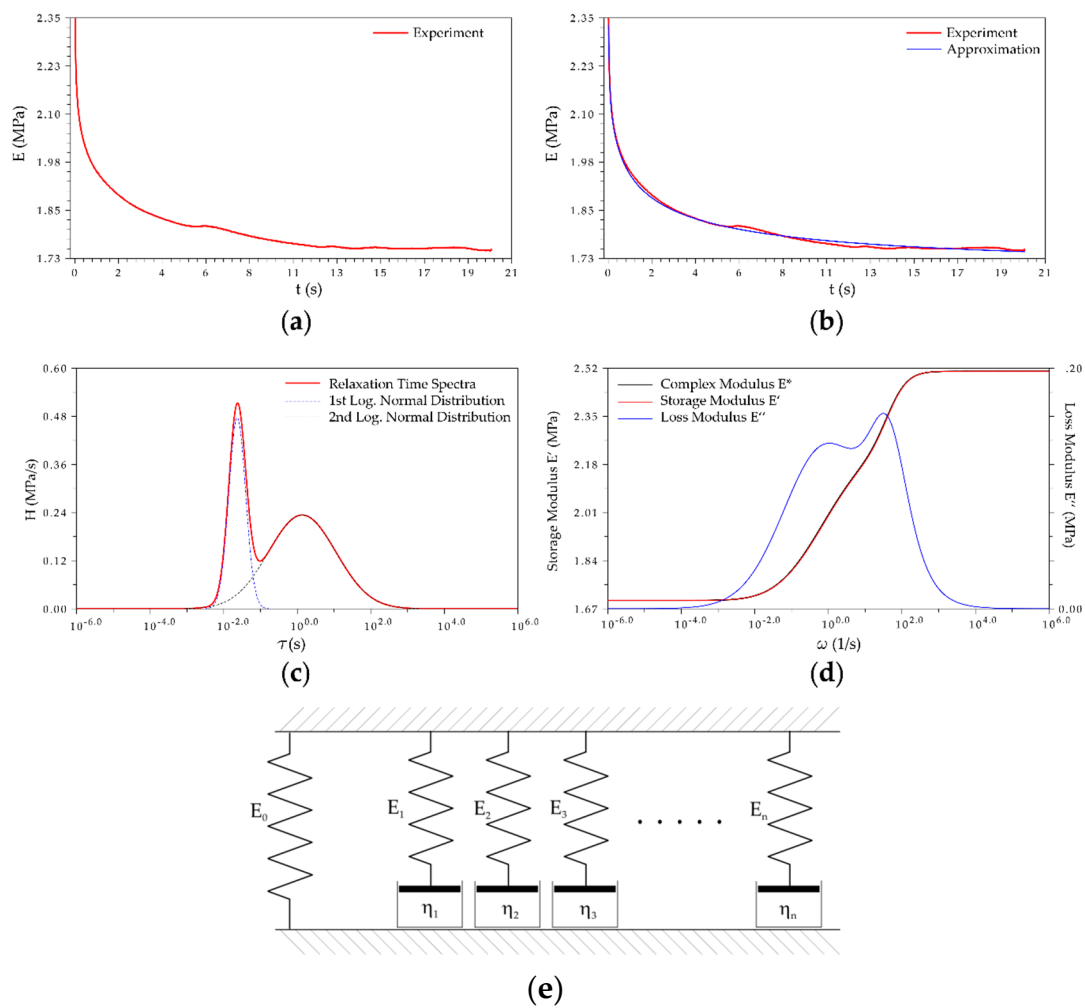 2.35
2.23
2.10
1.98
1.85
1.73
E (MPa)
Experiment
0 2 4 6 8 11 13 15 17 19 21
t (s)
(a)
2.35
2.23
2.10
1.98
1.85
1.73
E (MPa)
Experiment
Approximation
0 2 4 6 8 11 13 15 17 19 21
t (s)
(b)
0.60
0.48
0.36
0.24
0.12
0.00
H (MPa/s)
Relaxation Time Spectra
1st Log. Normal Distribution
2nd Log. Normal Distribution
10^-6.0 10^-4.0 10^-2.0 10^0.0 10^2.0 10^4.0 10^6.0
τ(s)
(c)
2.52
2.35
2.18
2.01
1.84
1.67
Storage Modulus E′ (MPa)
Complex Modulus E*
Storage Modulus E′
Loss Modulus E′′
.20
0.00
Loss Modulus E′′ (MPa)
10^-6.0 10^-4.0 10^-2.0 10^0.0 10^2.0 10^4.0 10^6.0
ω (1/s)
(d)
E₀ E₁ E₂ E₃ . . . . . Eₙ
η₁ η₂ η₃ ηₙ
(e)